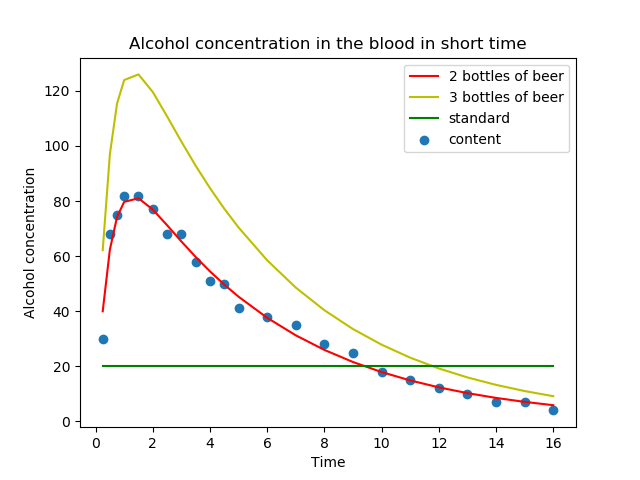 Alcohol concentration in the blood in short time
2 bottles of beer
3 bottles of beer
standard
content
Alcohol concentration
120
100
80
60
40
20
0
0 2 4 6 8 10 12 14 16
Time